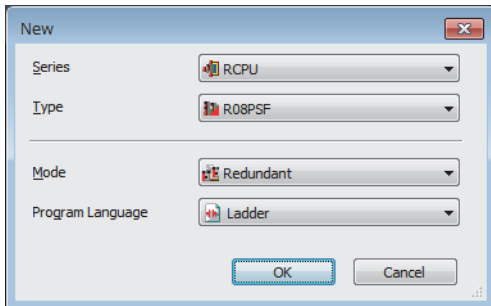 New
Series RCPU
Type R08PSF
Mode Redundant
Program Language Ladder
OK Cancel